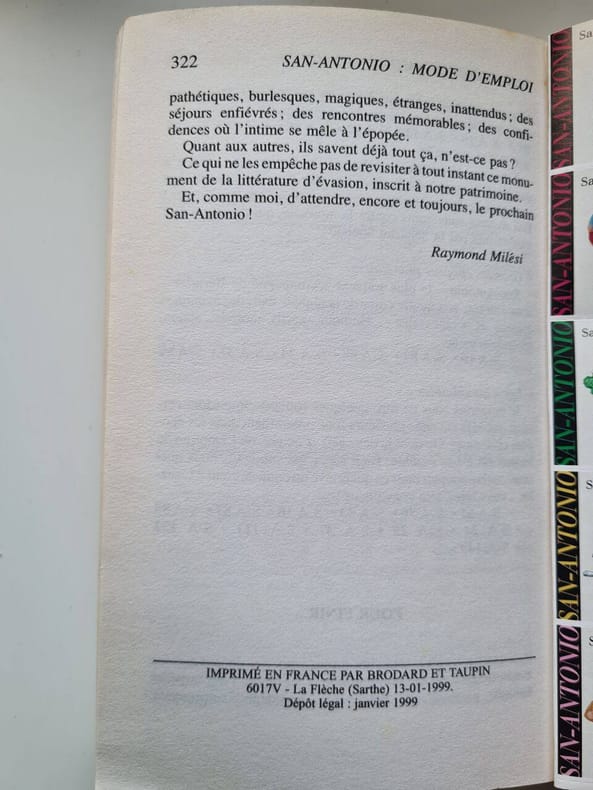 322
SAN-ANTONIO : MODE D'EMPLOI
pathétiques, burlesques, magiques, étranges, inattendus ; des
séjours enfiévrés ; des rencontres mémorables ; des confi-
dences où l'intime se mêle à l'épopée.
Quant aux autres, ils savent déjà tout ça, n'est-ce pas ?
Ce qui ne les empêche pas de revisiter à tout instant ce monu-
ment de la littérature d'évasion, inscrit à notre patrimoine.
Et, comme moi, d'attendre, encore et toujours, le prochain
San-Antonio !
Raymond Milési
IMPRIMÉ EN FRANCE PAR BRODARD ET TAUPIN
6017V - La Flèche (Sarthe) 13-01-1999.
Dépôt légal : janvier 1999
SAN-ANTONIO
SAN-ANTONIO
SAN-ANTONIO
SAN-ANTONIO
SAN-ANTONIO